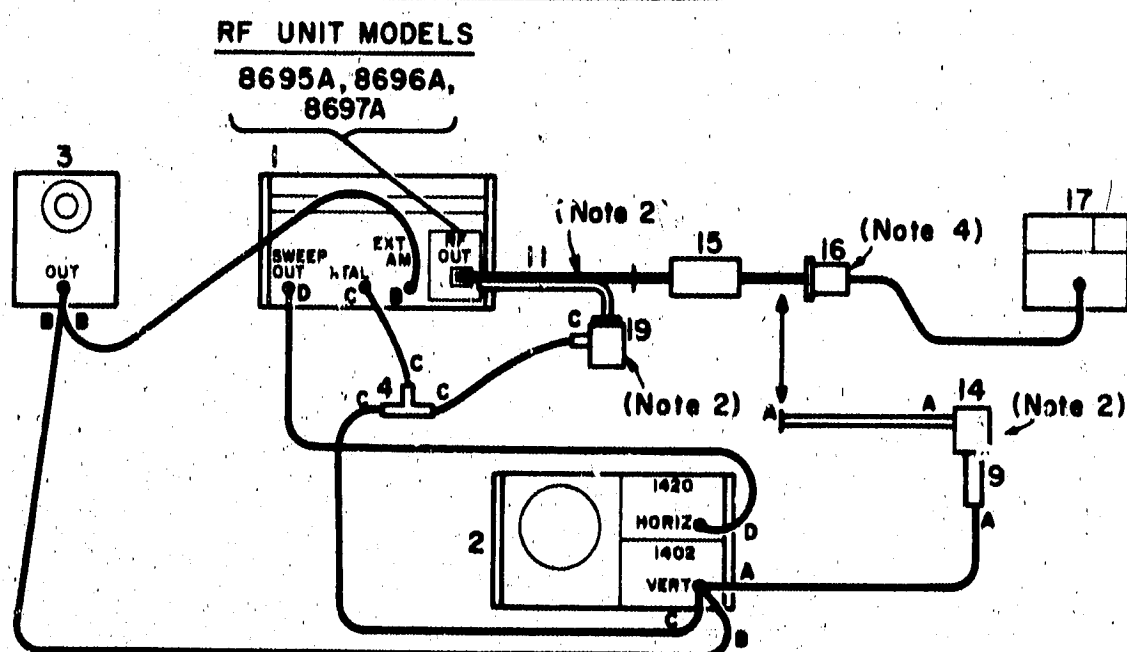 RF UNIT MODELS
8695A, 8696A,
8697A
3
OUT
B B
1
SWEEP
OUT
D
XTAL
C
EXT
AM
B
RF
OUT
11
(Note 2)
15
16
(Note 4)
17
C
19
(Note 2)
C
4
C
C
A
A
14
(Note 2)
9
A
2
1420
HORIZ
D
1402
VERT
A
C
B